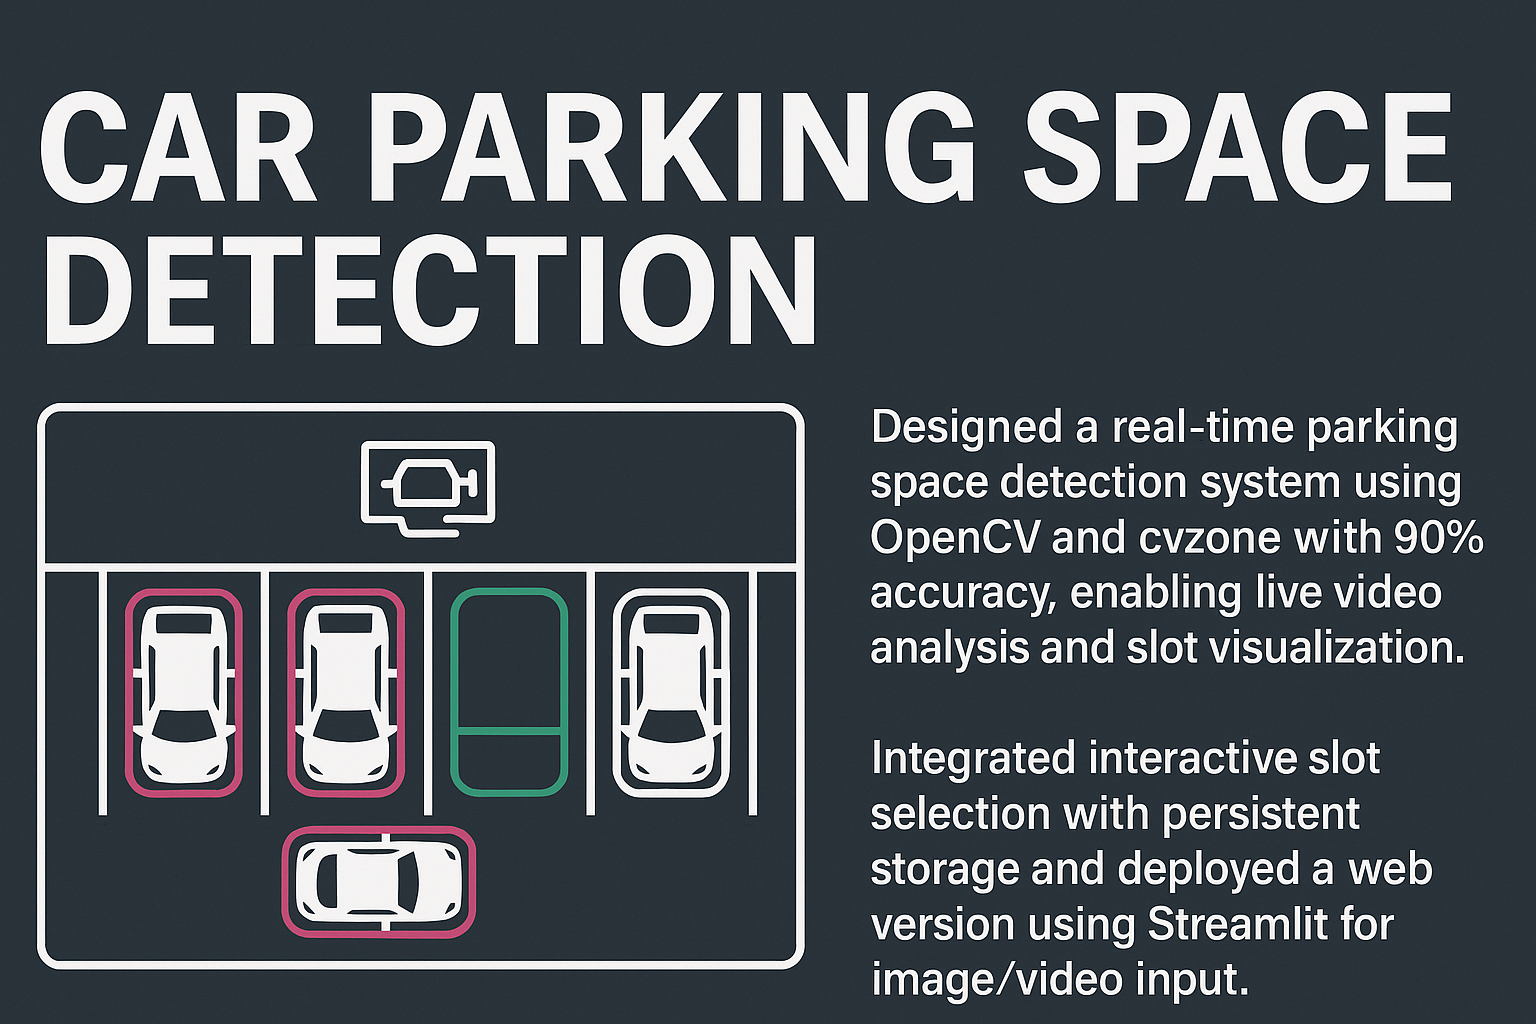 CAR PARKING SPACE
DETECTION
Designed a real-time parking
space detection system using
OpenCV and cvzone with 90%
accuracy, enabling live video
analysis and slot visualization.
Integrated interactive slot
selection with persistent
storage and deployed a web
version using Streamlit for
image/video input.